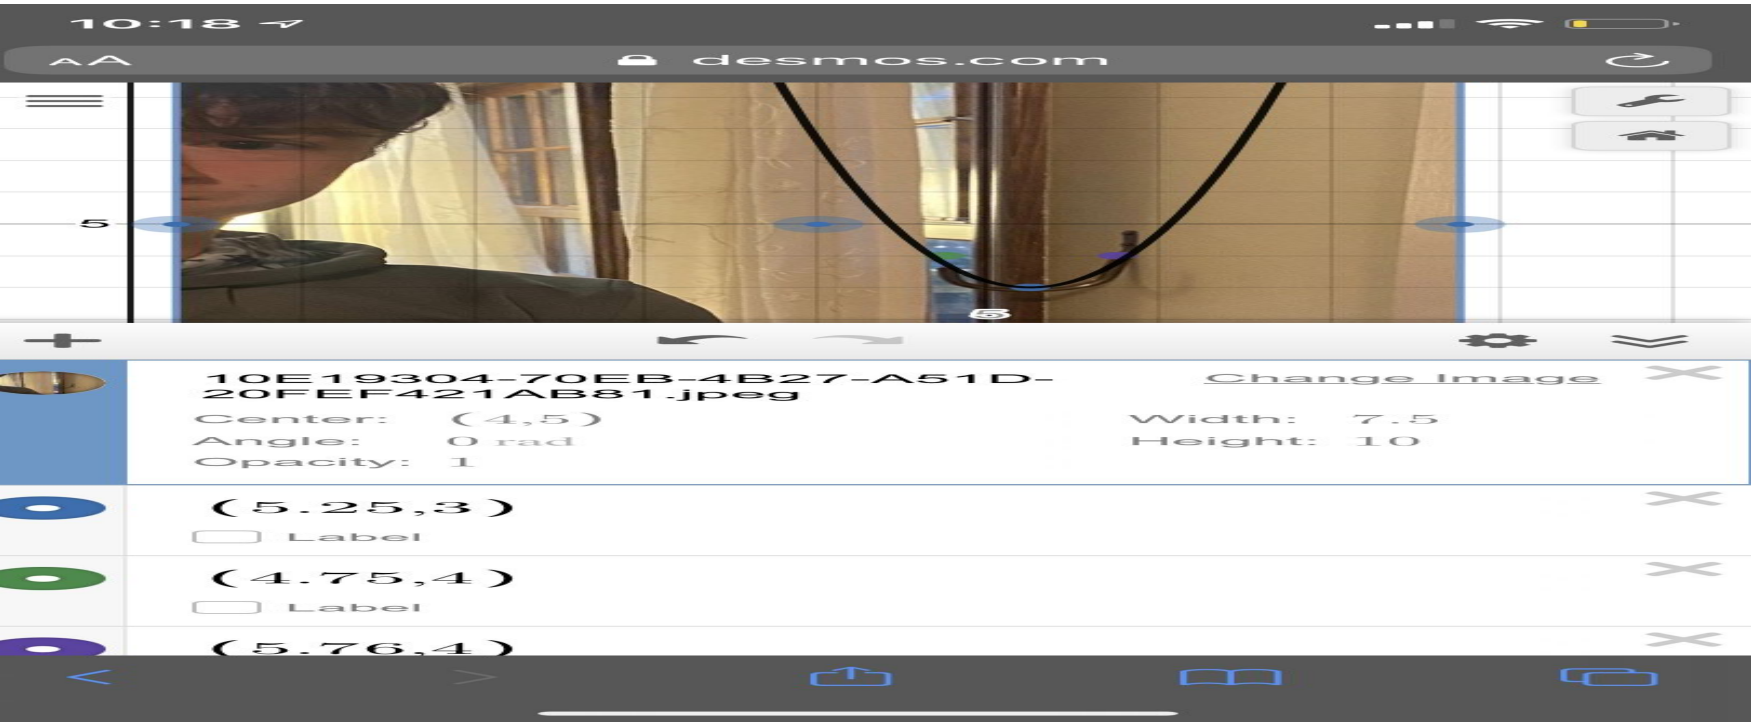 10:18
AA desmos.com
5
5
10E19304-70EB-4B27-A51D-
20FEF421AB81.jpeg
Change Image
Center: (4,5) Width: 7.5
Angle: 0 rad Height: 10
Opacity: 1
(5.25,3)
Label
(4.75,4)
Label
(5.76,4)